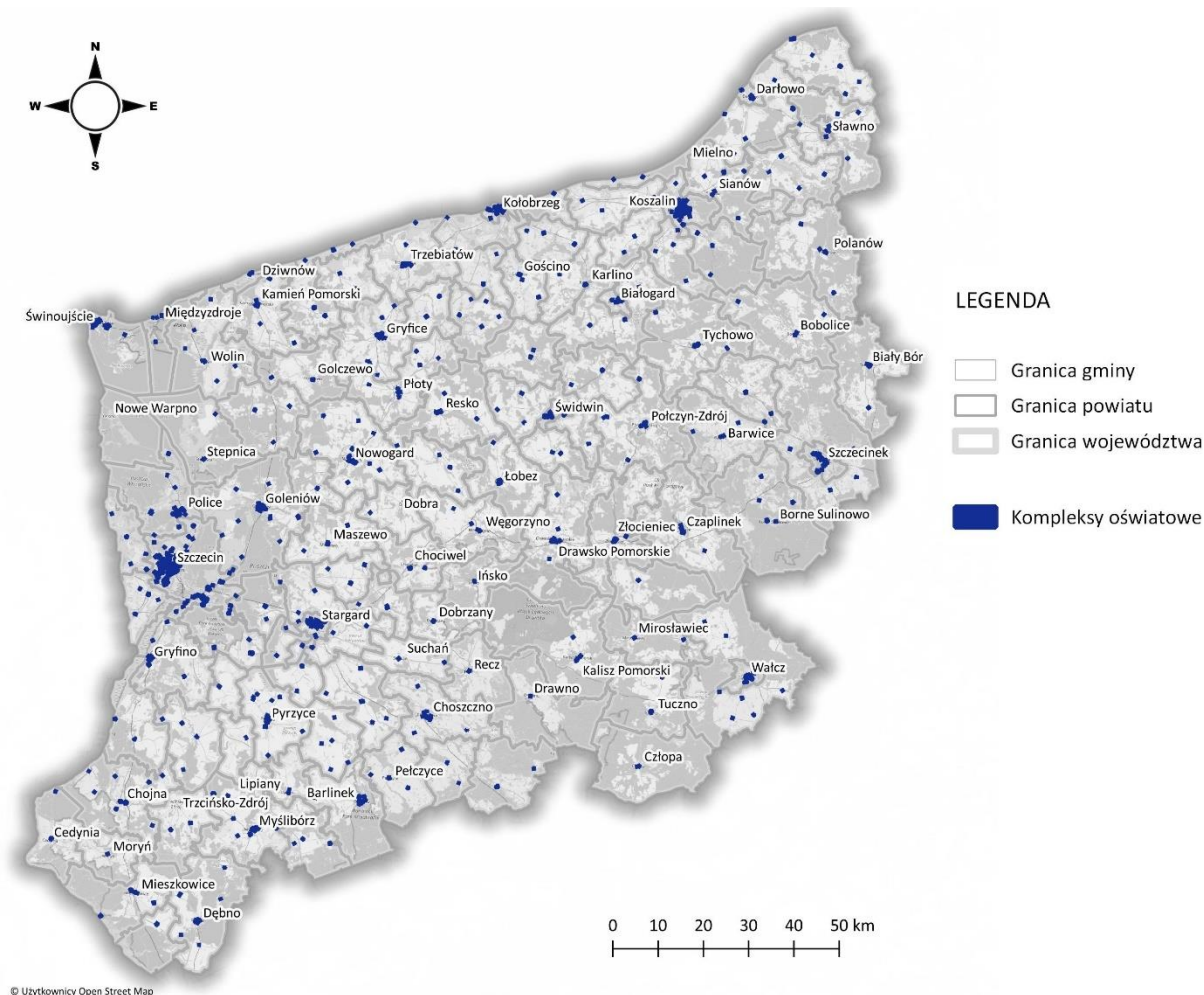 N
W E
S
Darłowo
Sławno
Mielno
Sianów
Kołobrzeg
Koszalin
Polanów
Trzebiatów
Dziwnów
Gościno
Karlino
Kamień Pomorski
Białogard
Świnoujście
Międzyzdroje
Gryfice
Tychowo
Bobolice
Wolin
Biały Bór
Golczewo
Płoty
Nowe Warpno
Resko
Świdwin
Połczyn-Zdrój
Barwice
Stepnica
Nowogard
Szczecinek
Łobez
Police
Goleniów
Dobra
Węgorzyno
Złocieniec
Czaplinek
Borne Sulinowo
Maszewo
Szczecin
Chociwel
Drawsko Pomorskie
Ińsko
Stargard
Dobrzany
Mirosławiec
Gryfino
Suchań
Recz
Kalisz Pomorski
Wałcz
Drawno
Tuczno
Pyrzyce
Choszczno
Człopa
Pełczyce
Lipiany
Barlinek
Chojna
Trzcińsko-Zdrój
Myślibórz
Cedynia
Moryń
Mieszkowice
Dębno
LEGENDA
Granica gminy
Granica powiatu
Granica województwa
Kompleksy oświatowe
0 10 20 30 40 50 km
© Użytkownicy Open Street Map